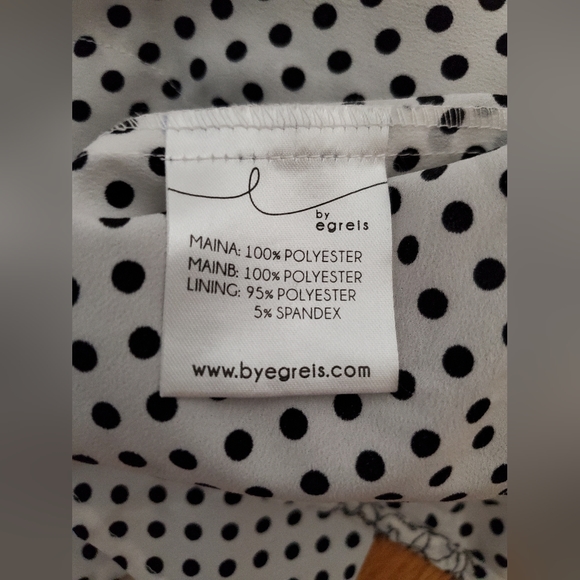 by
egreis
MAINA: 100% POLYESTER
MAINB: 100% POLYESTER
LINING: 95% POLYESTER
5% SPANDEX
www.byegreis.com